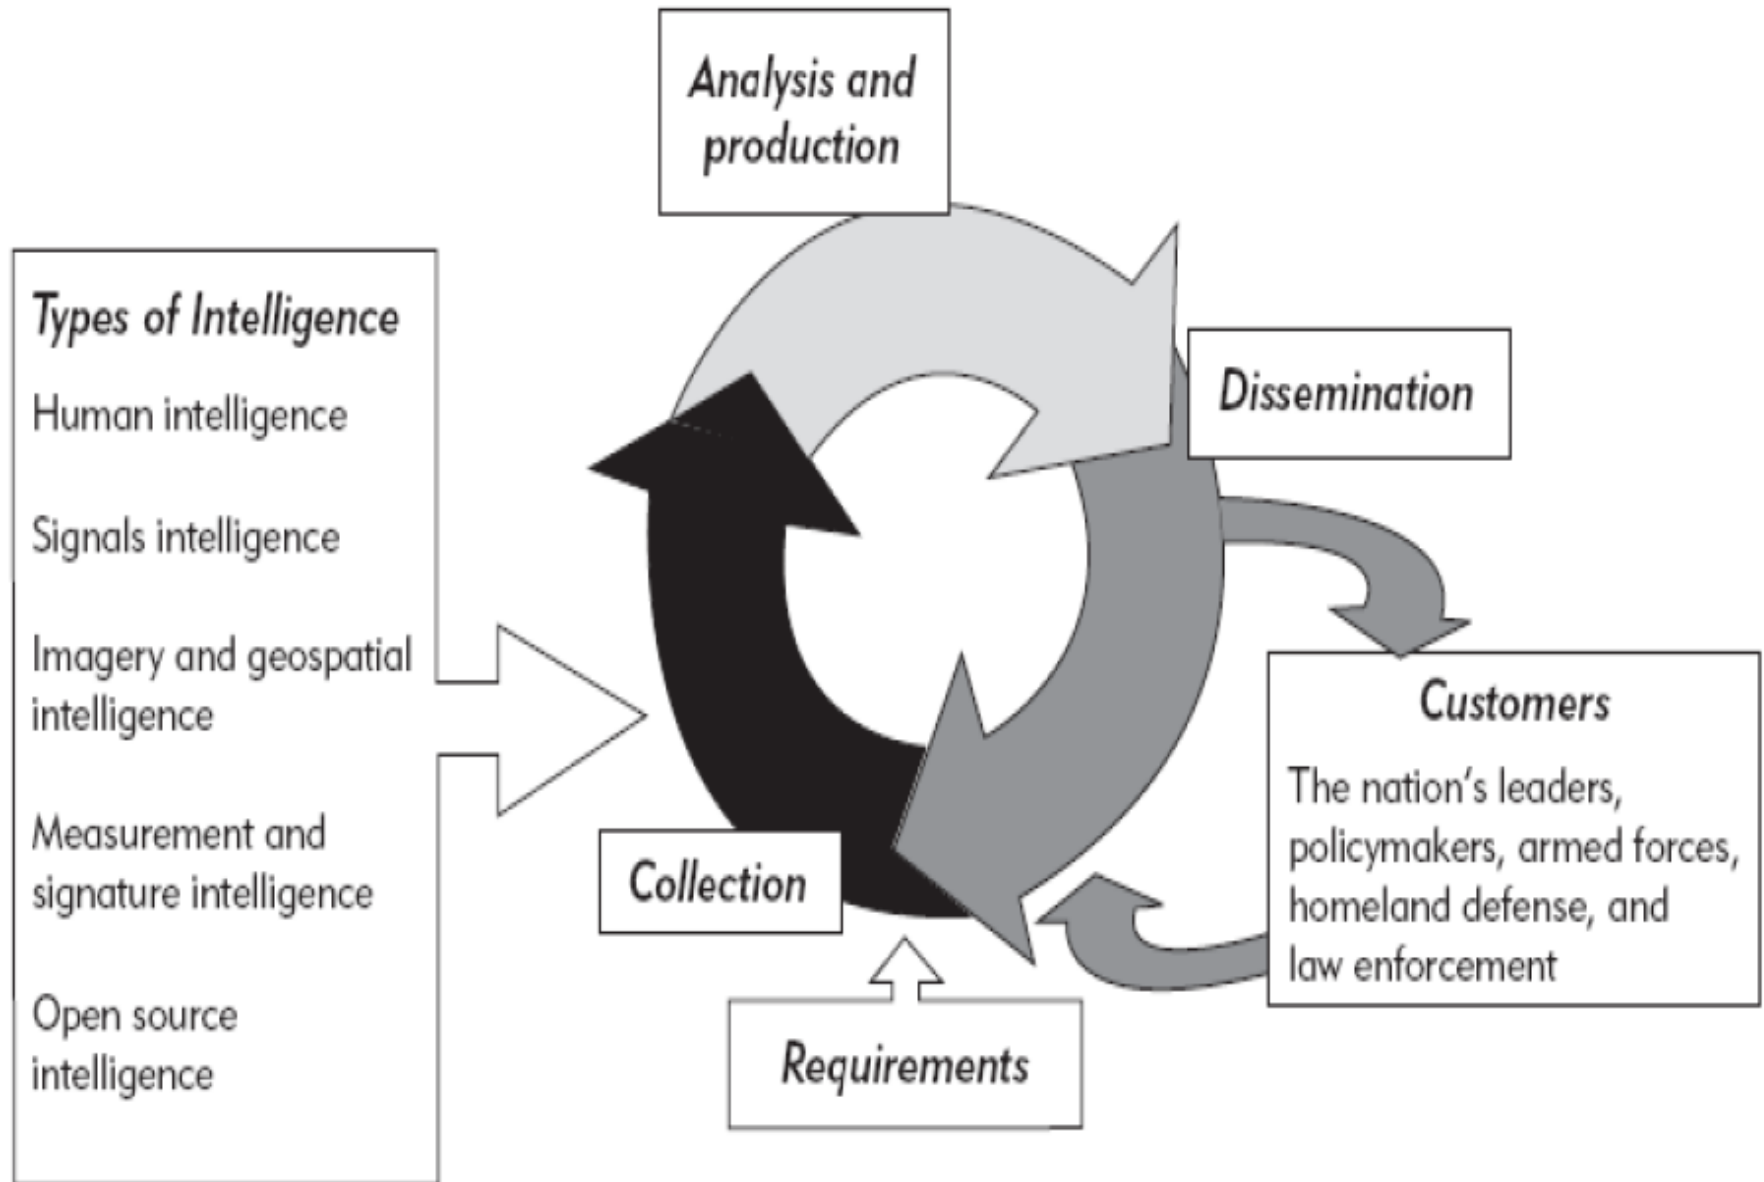 Analysis and
production
Types of Intelligence
Human intelligence
Signals intelligence
Imagery and geospatial
intelligence
Measurement and
signature intelligence
Open source
intelligence
Dissemination
Customers
The nation's leaders,
policymakers, armed forces,
homeland defense, and
law enforcement
Collection
Requirements